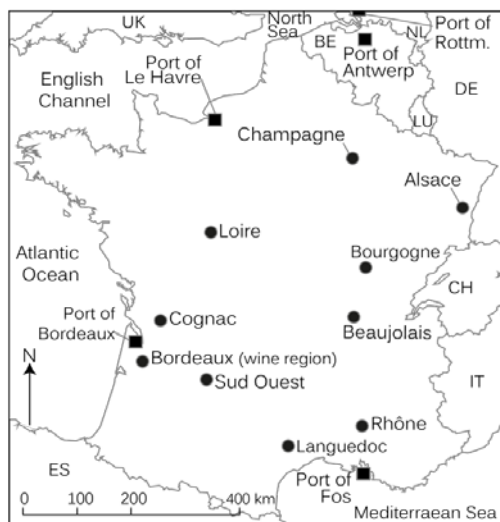 UK
North
Sea
Port of
Rottm.
NL
BE
Port of
Antwerp
Port of
Le Havre
English
Channel
DE
LU
Champagne
Alsace
Loire
Atlantic
Ocean
Bourgogne
CH
Port of
Bordeaux
Cognac
Beaujolais
N
Bordeaux (wine region)
Sud Ouest
IT
Rhône
Languedoc
ES
Port of
Fos
0 100 200 400 km
Mediterraean Sea